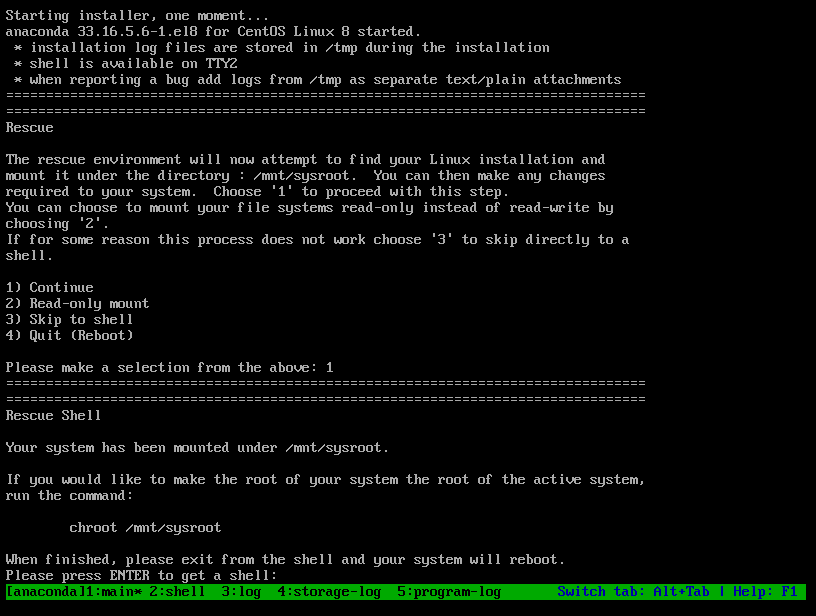 Starting installer, one moment...
anaconda 33.16.5.6-1.el8 for CentOS Linux 8 started.
* installation log files are stored in /tmp during the installation
* shell is available on TTY2
* when reporting a bug add logs from /tmp as separate text/plain attachments
================================================================================
================================================================================
Rescue
The rescue environment will now attempt to find your Linux installation and
mount it under the directory : /mnt/sysroot.  You can then make any changes
required to your system.  Choose '1' to proceed with this step.
You can choose to mount your file systems read-only instead of read-write by
choosing '2'.
If for some reason this process does not work choose '3' to skip directly to a
shell.
1) Continue
2) Read-only mount
3) Skip to shell
4) Quit (Reboot)
Please make a selection from the above: 1
================================================================================
================================================================================
Rescue Shell
Your system has been mounted under /mnt/sysroot.
If you would like to make the root of your system the root of the active system,
run the command:
chroot /mnt/sysroot
When finished, please exit from the shell and your system will reboot.
Please press ENTER to get a shell:
[anaconda]1:main* 2:shell  3:log  4:storage-log  5:program-log       Switch tab: Alt+Tab | Help: F1